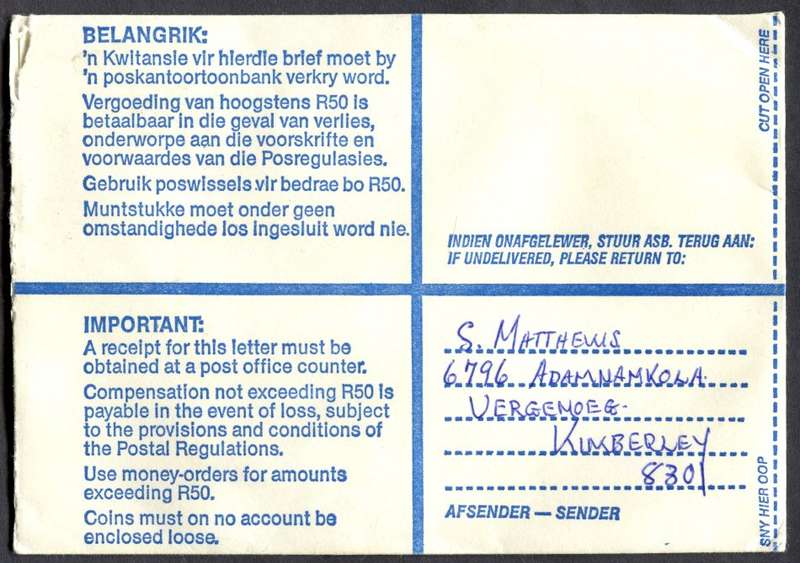 BELANGRIK:
'n Kwitansie vir hierdie brief moet by
'n poskantoortoonbank verkry word.
Vergoeding van hoogstens R50 is
betaalbaar in die geval van verlies,
onderworpe aan die voorskrifte en
voorwaardes van die Posregulasies.
Gebruik poswissels vir bedrae bo R50.
Muntstukke moet onder geen
omstandighede los ingesluit word nie.
CUT OPEN HERE
INDIEN ONAFGELEWER, STUUR ASB. TERUG AAN:
IF UNDELIVERED, PLEASE RETURN TO:
IMPORTANT:
A receipt for this letter must be
obtained at a post office counter.
Compensation not exceeding R50 is
payable in the event of loss, subject
to the provisions and conditions of
the Postal Regulations.
Use money-orders for amounts
exceeding R50.
Coins must on no account be
enclosed loose.
S. MATTHEWS
6796 ADAMNAMKOLA
VERGENOEG.
KIMBERLEY
8301
AFSENDER — SENDER
SNY HIER OOP